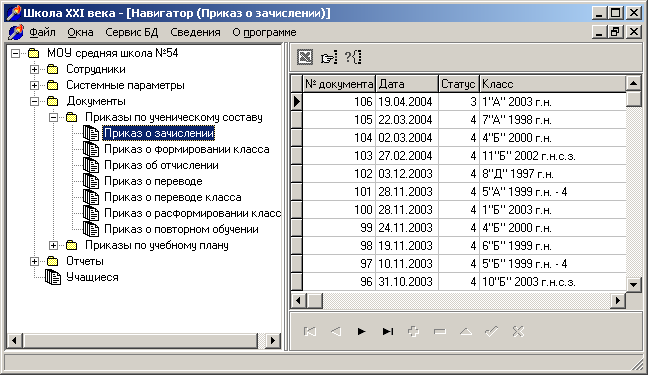 Школа XXI века - [Навигатор (Приказ о зачислении)]
Файл Окна Сервис БД Сведения О программе
МОУ средняя школа №54
Сотрудники
Системные параметры
Документы
Приказы по ученическому составу
Приказ о зачислении
Приказ о формировании класса
Приказ об отчислении
Приказ о переводе
Приказ о переводе класса
Приказ о расформировании класс
Приказ о повторном обучении
Приказы по учебному плану
Отчеты
Учащиеся
№ документа Дата Статус Класс
106 19.04.2004 3 1"А" 2003 г.н.
105 22.03.2004 4 7"А" 1998 г.н.
104 02.03.2004 4 4"Б" 2000 г.н.
103 27.02.2004 4 11"Б" 2002 г.н.с.э.
102 03.12.2003 4 8"Д" 1997 г.н.
101 28.11.2003 4 5"А" 1999 г.н. - 4
100 28.11.2003 4 1"Б" 2003 г.н.
99 24.11.2003 4 4"Б" 2000 г.н.
98 19.11.2003 4 6"Б" 1999 г.н.
97 10.11.2003 4 5"Б" 1999 г.н. - 4
96 31.10.2003 4 10"Б" 2003 г.н.с.э.